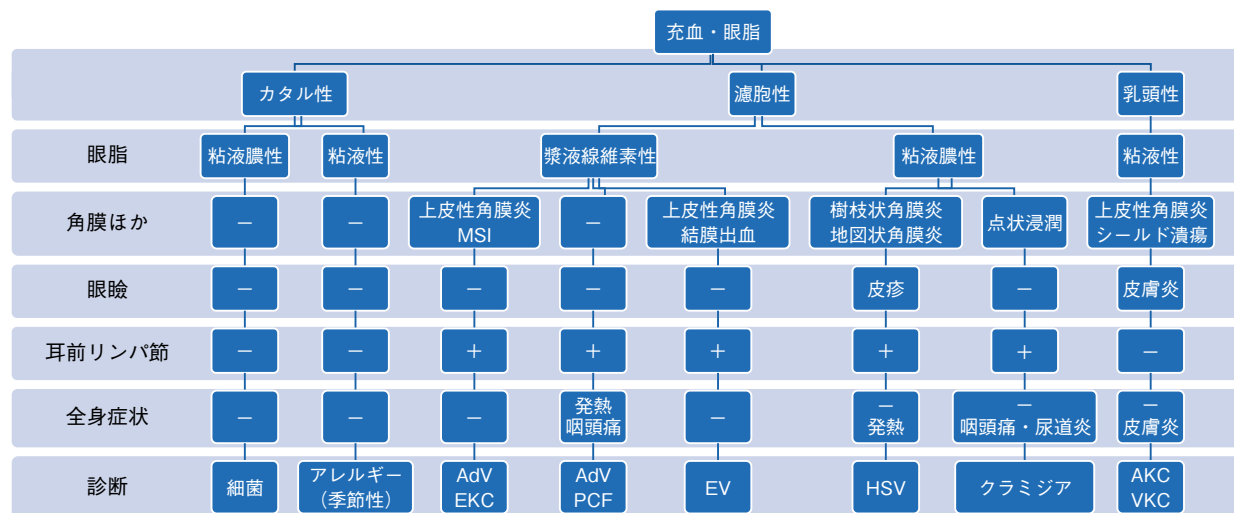 充血・眼脂
カタル性 濾胞性 乳頭性
眼脂 粘液膿性 粘液性 漿液線維素性 粘液膿性 粘液性
角膜ほか － － 上皮性角膜炎 － 上皮性角膜炎 樹枝状角膜炎 点状浸潤 上皮性角膜炎
MSI 結膜出血 地図状角膜炎 シールド潰瘍
眼瞼 － － － － － 皮疹 － 皮膚炎
耳前リンパ節 － － ＋ ＋ ＋ ＋ ＋ －
全身症状 － － － 発熱 － － － －
咽頭痛 発熱 咽頭痛・尿道炎 皮膚炎
診断 細菌 アレルギー AdV AdV EV HSV クラミジア AKC
（季節性） EKC PCF VKC